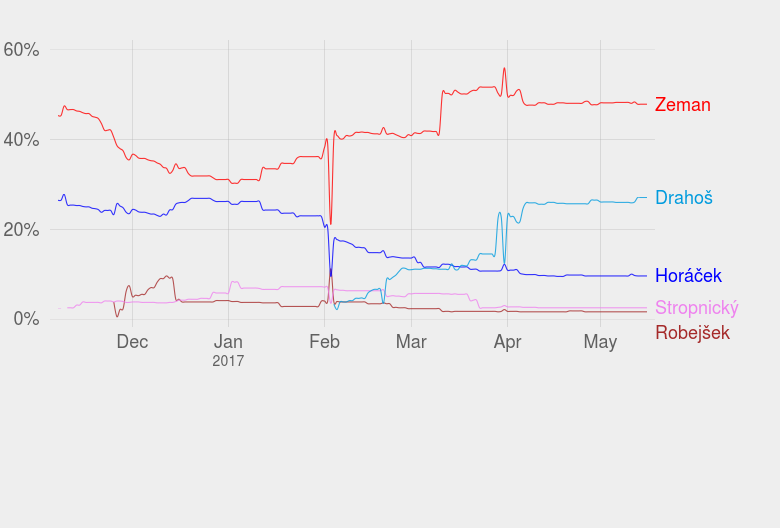 60%
Zeman
40%
Drahoš
20%
Horáček
Stropnický
0%
Robejšek
Dec Jan Feb Mar Apr May
2017